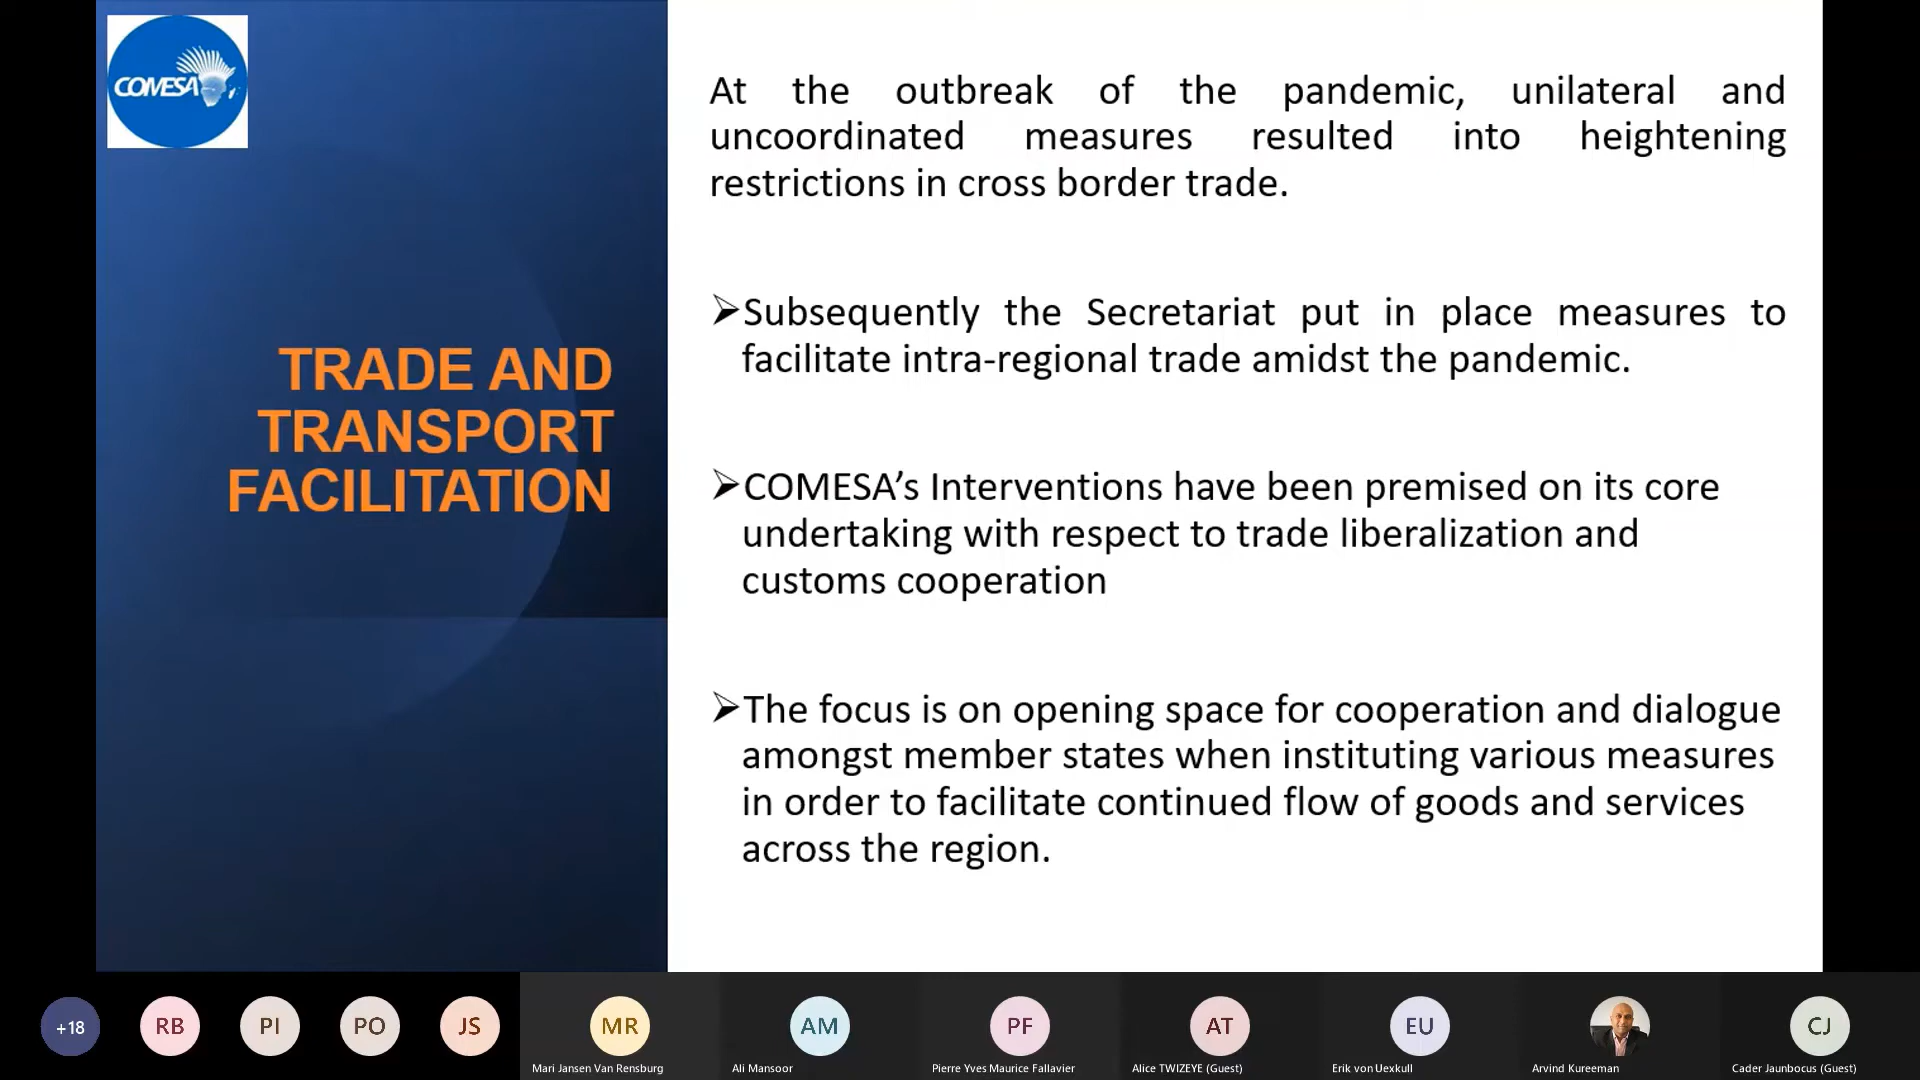 COMESA
TRADE AND
TRANSPORT
FACILITATION
At the outbreak of the pandemic, unilateral and
uncoordinated measures resulted into heightening
restrictions in cross border trade.
➢Subsequently the Secretariat put in place measures to
facilitate intra-regional trade amidst the pandemic.
➢COMESA’s Interventions have been premised on its core
undertaking with respect to trade liberalization and
customs cooperation
➢The focus is on opening space for cooperation and dialogue
amongst member states when instituting various measures
in order to facilitate continued flow of goods and services
across the region.
+18 RB PI PO JS MR AM PF AT EU CJ
Mari Jansen Van Rensburg Ali Mansoor Pierre Yves Maurice Fallavier Alice TWIZEYE (Guest) Erik von Uexkull Arvind Kureeman Cader Jaunbocus (Guest)